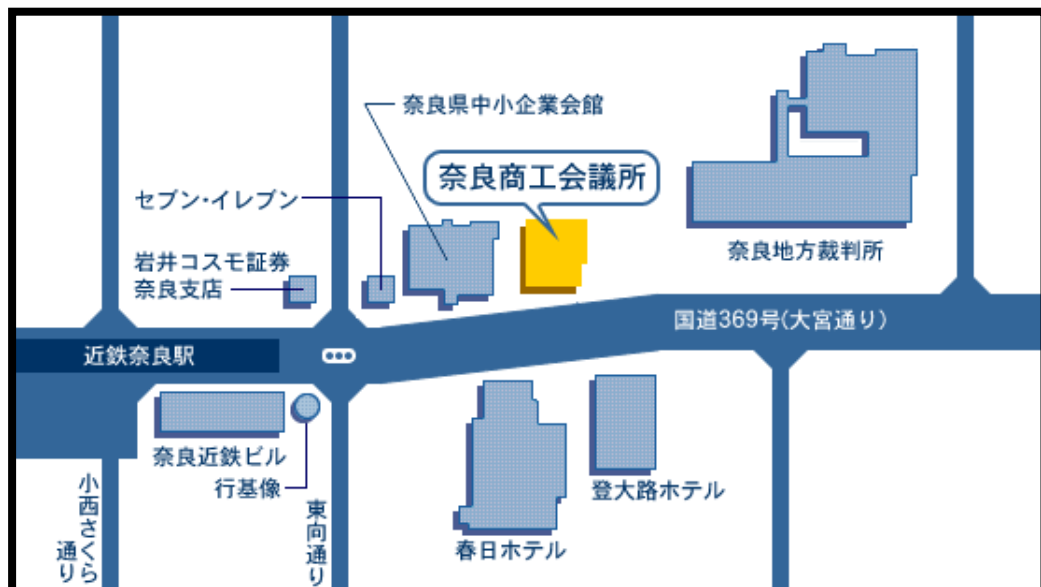 奈良県中小企業会館
奈良商工会議所
セブン・イレブン
奈良地方裁判所
岩井コスモ証券
奈良支店
国道369号(大宮通り)
近鉄奈良駅
奈良近鉄ビル
行基像
登大路ホテル
春日ホテル
小西さくら
通り
東向通り